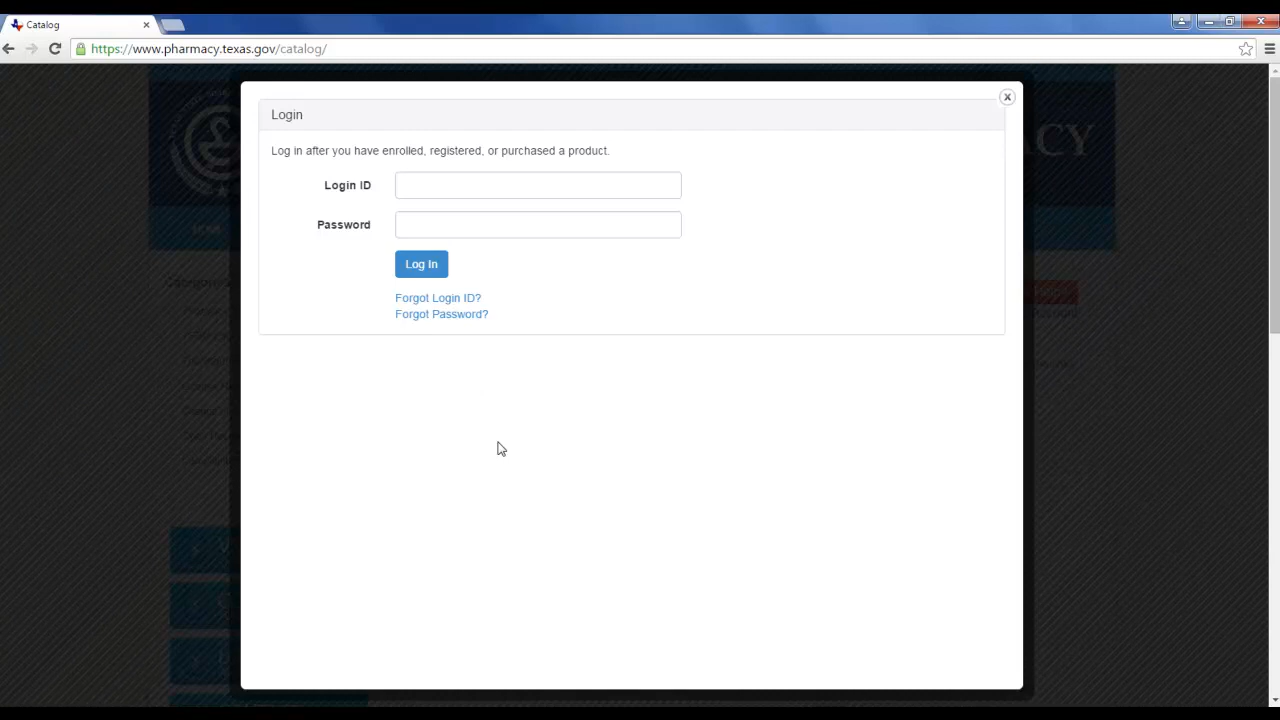 Catalog
https://www.pharmacy.texas.gov/catalog/
Login
Log in after you have enrolled, registered, or purchased a product.
Login ID
Password
Log In
Forgot Login ID?
Forgot Password?
HOME